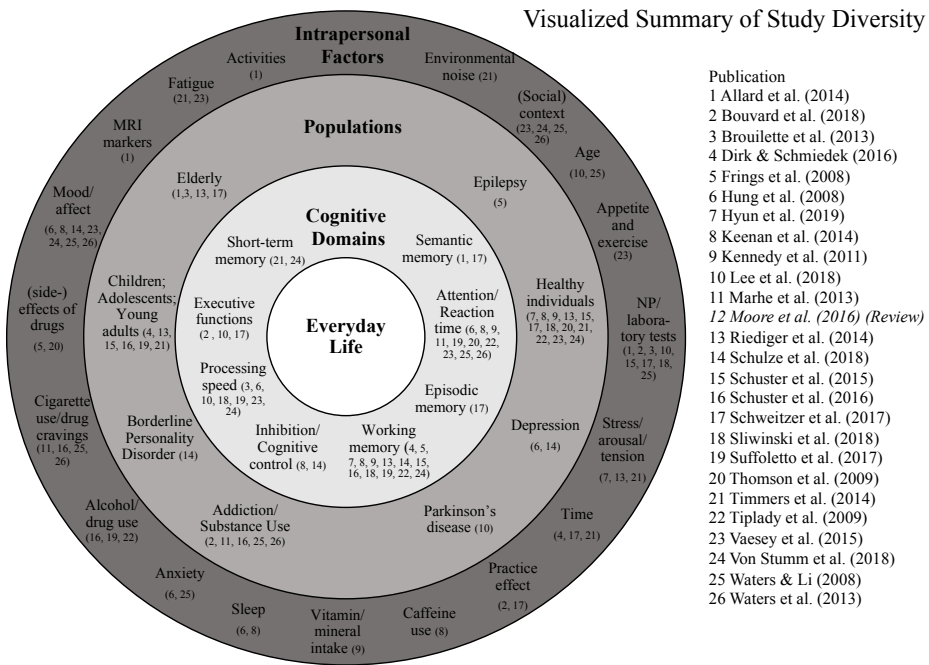 Visualized Summary of Study Diversity
Intrapersonal
Factors
Activities
(1)
Environmental
noise (21)
Fatigue
(21, 23)
(Social)
context
(23, 24, 25,
26)
MRI
markers
(1)
Age
(10, 25)
Mood/
affect
(6, 8, 14, 23,
24, 25, 26)
Appetite and
exercise
(23)
(side-)
effects of
drugs
(5, 20)
NP/
labora-
tory tests
(1, 2, 3, 10,
15, 17, 18,
25)
Cigarette
use/drug
cravings
(11, 16, 25,
26)
Stress/
arousal/
tension
(7, 13, 21)
Alcohol/
drug use
(16, 19, 22)
Time
(4, 17, 21)
Anxiety
(6, 25)
Practice
effect
(2, 17)
Sleep
(6, 8)
Vitamin/
mineral
intake (9)
Caffeine
use (8)
Populations
Elderly
(1,3, 13, 17)
Epilepsy
(5)
Children;
Adolescents;
Young
adults (4, 13,
15, 16, 19, 21)
Healthy
individuals
(7, 8, 9, 13, 15,
17, 18, 20, 21,
22, 23, 24)
Borderline
Personality
Disorder (14)
Depression
(6, 14)
Addiction/
Substance Use
(2, 11, 16, 25, 26)
Parkinson's
disease (10)
Cognitive
Domains
Short-term
memory (21, 24)
Semantic
memory (1, 17)
Executive
functions
(2 , 10, 17)
Attention/
Reaction
time (6, 8, 9,
11, 19, 20, 22,
23, 25, 26)
Processing
speed (3, 6,
10, 18, 19, 23,
24)
Episodic
memory (17)
Inhibition/
Cognitive
control (8, 14)
Working
memory (4, 5,
7, 8, 9, 13, 14, 15,
16, 18, 19, 22, 24)
Everyday
Life
Publication
1 Allard et al. (2014)
2 Bouvard et al. (2018)
3 Brouilette et al. (2013)
4 Dirk & Schmiedek (2016)
5 Frings et al. (2008)
6 Hung et al. (2008)
7 Hyun et al. (2019)
8 Keenan et al. (2014)
9 Kennedy et al. (2011)
10 Lee et al. (2018)
11 Marhe et al. (2013)
12 Moore et al. (2016) (Review)
13 Riediger et al. (2014)
14 Schulze et al. (2018)
15 Schuster et al. (2015)
16 Schuster et al. (2016)
17 Schweitzer et al. (2017)
18 Sliwinski et al. (2018)
19 Suffoletto et al. (2017)
20 Thomson et al. (2009)
21 Timmers et al. (2014)
22 Tiplady et al. (2009)
23 Vaesey et al. (2015)
24 Von Stumm et al. (2018)
25 Waters & Li (2008)
26 Waters et al. (2013)